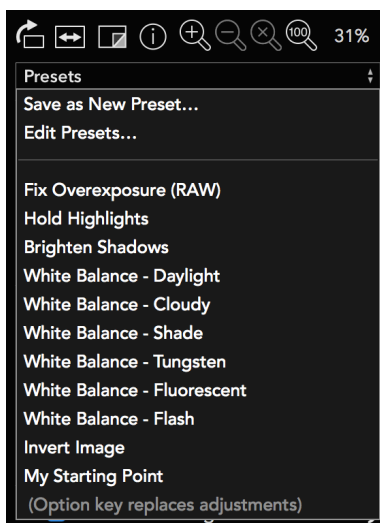 100 31%
Presets
Save as New Preset...
Edit Presets...
Fix Overexposure (RAW)
Hold Highlights
Brighten Shadows
White Balance - Daylight
White Balance - Cloudy
White Balance - Shade
White Balance - Tungsten
White Balance - Fluorescent
White Balance - Flash
Invert Image
My Starting Point
(Option key replaces adjustments)